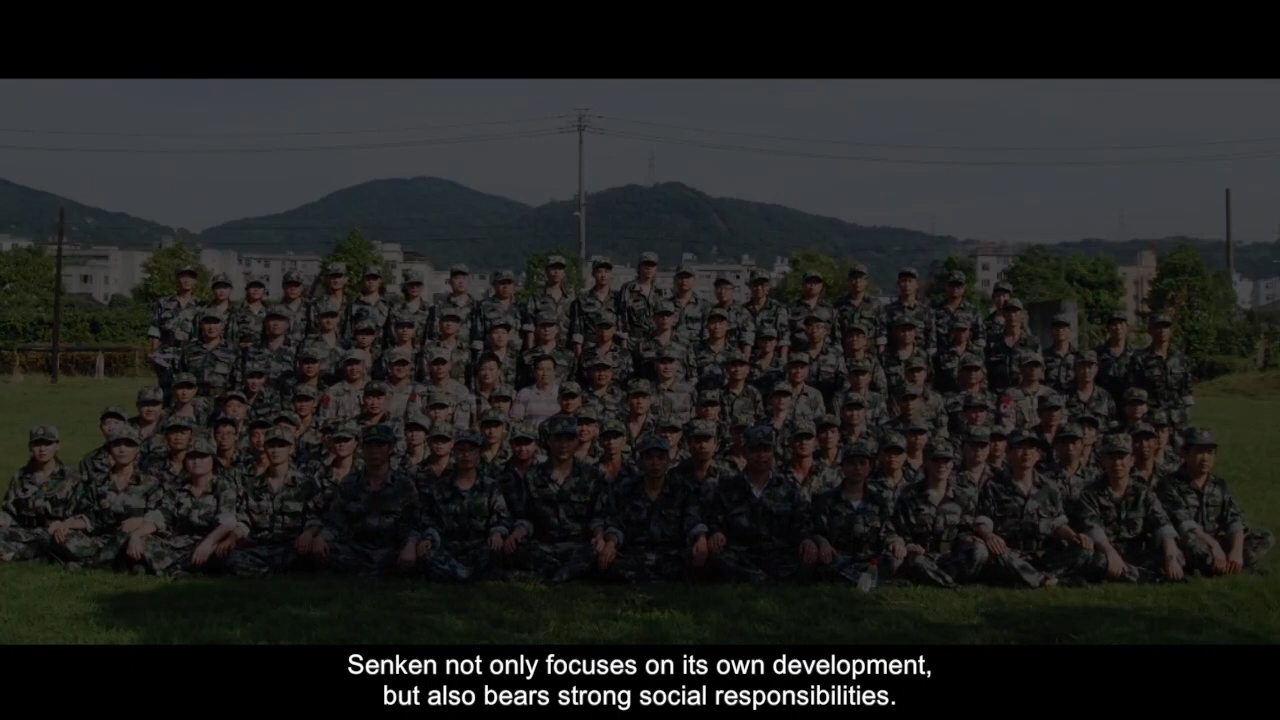 Senken not only focuses on its own development,
but also bears strong social responsibilities.